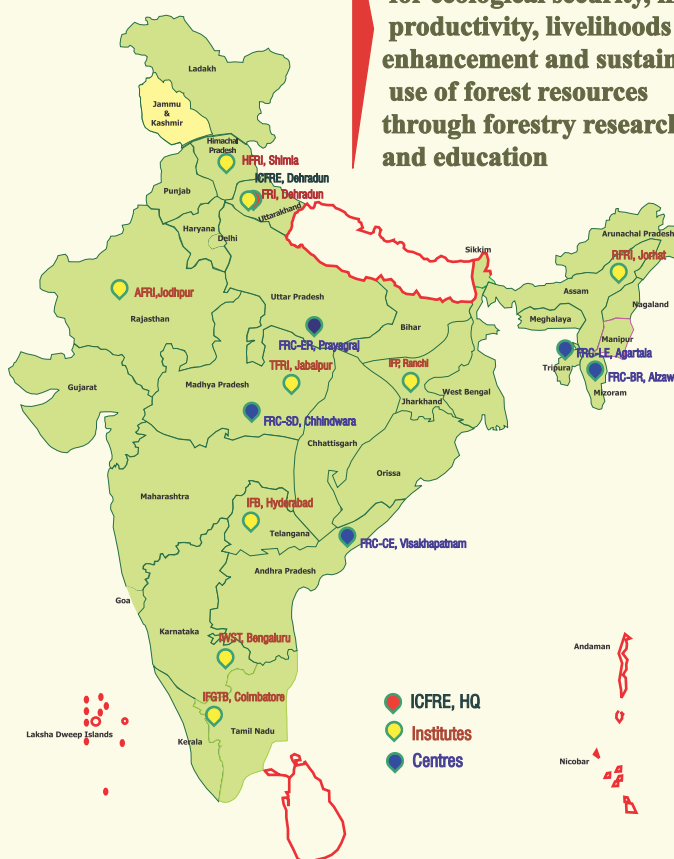 for ecological security,
productivity, livelihoods
enhancement and
use of forest resources
through forestry
and education
Ladakh
Jammu
&
Kashmir
Himachal
Pradesh
HFRI, Shimla
ICFRE, Dehradun
FRI, Dehradun
Punjab
Uttarakhand
Haryana
Delhi
Sikkim
Arunachal Pradesh
RFRI, Jorhat
AFRI,Jodhpur
Rajasthan
Uttar Pradesh
Assam
Nagaland
Meghalaya
Bihar
Manipur
FRC-ER, Prayagraj
FRC-LE, Agartala
Tripura
FRC-BR,
Mizoram
TFRI, Jabalpur
IFP, Ranchi
Gujarat
Madhya Pradesh
West Bengal
Jharkhand
FRC-SD, Chhindwara
Chhattisgarh
Orissa
Maharashtra
IFB, Hyderabad
Telangana
FRC-CE, Visakhapatnam
Andhra Pradesh
Goa
Karnataka
IWST, Bengaluru
Andaman
IFGTB, Coimbatore
ICFRE, HQ
Laksha Dweep Islands
Tamil Nadu
Institutes
Kerala
Centres
Nicobar